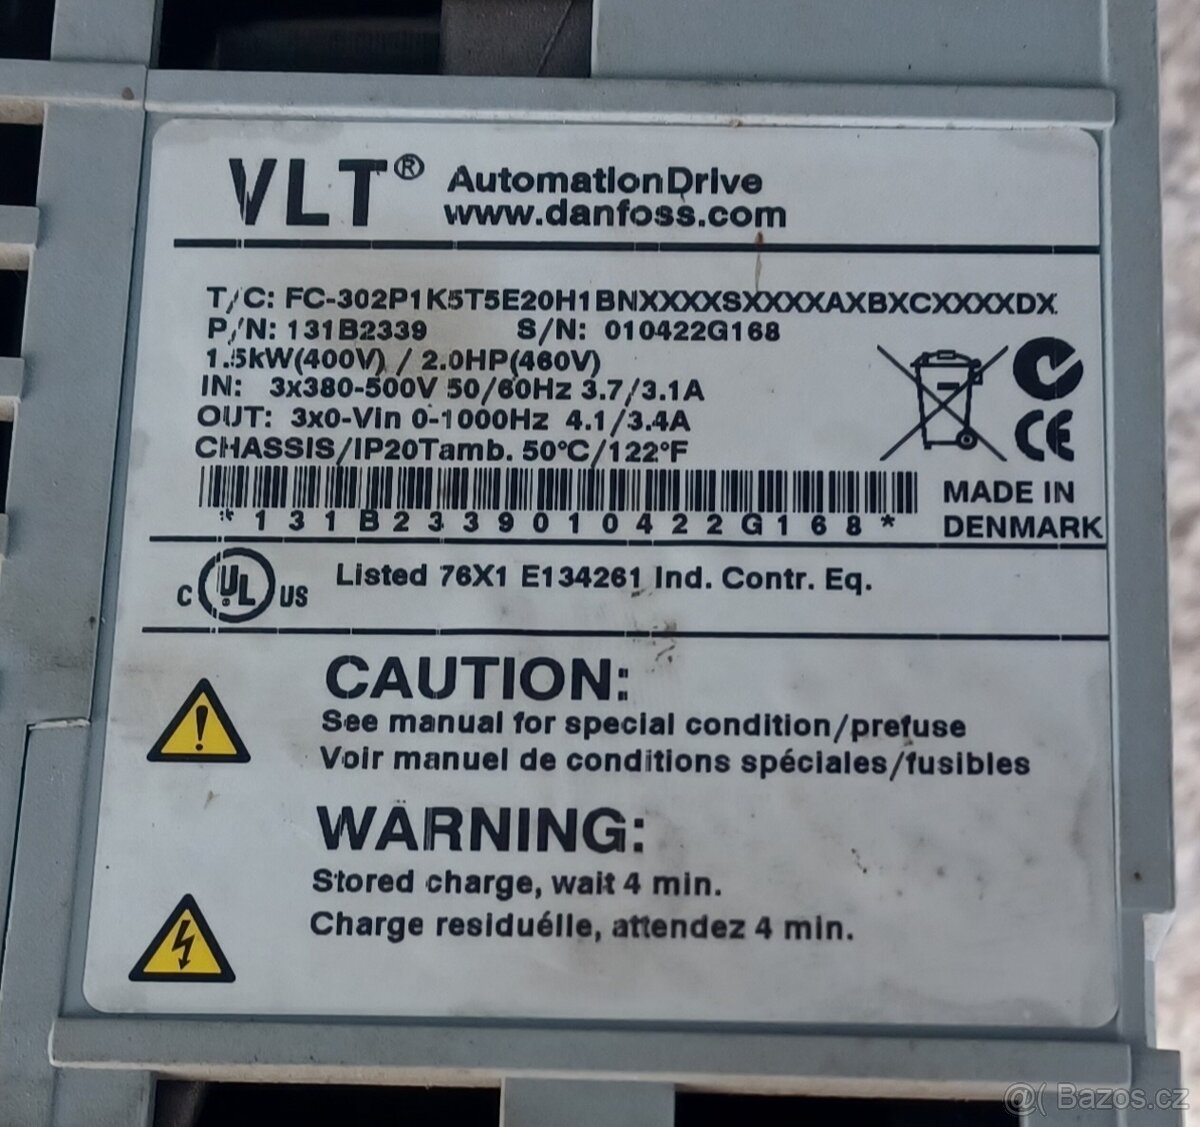 VLT® AutomationDrive
www.danfoss.com
T/C: FC-302P1K5T5E20H1BNXXXXSXXXXAXBXCXXXXDX
P/N: 131B2339 S/N: 010422G168
1.5kW(400V) / 2.0HP(460V)
IN: 3x380-500V 50/60Hz 3.7/3.1A
OUT: 3x0-Vin 0-1000Hz 4.1/3.4A
CHASSIS/IP20Tamb. 50°C/122°F
*131B2339010422G168*
MADE IN
DENMARK
C UL US Listed 76X1 E134261 Ind. Contr. Eq.
CAUTION:
See manual for special condition/prefuse
Voir manuel de conditions spéciales/fusibles
WARNING:
Stored charge, wait 4 min.
Charge residuélle, attendez 4 min.
@( Bazos.cz